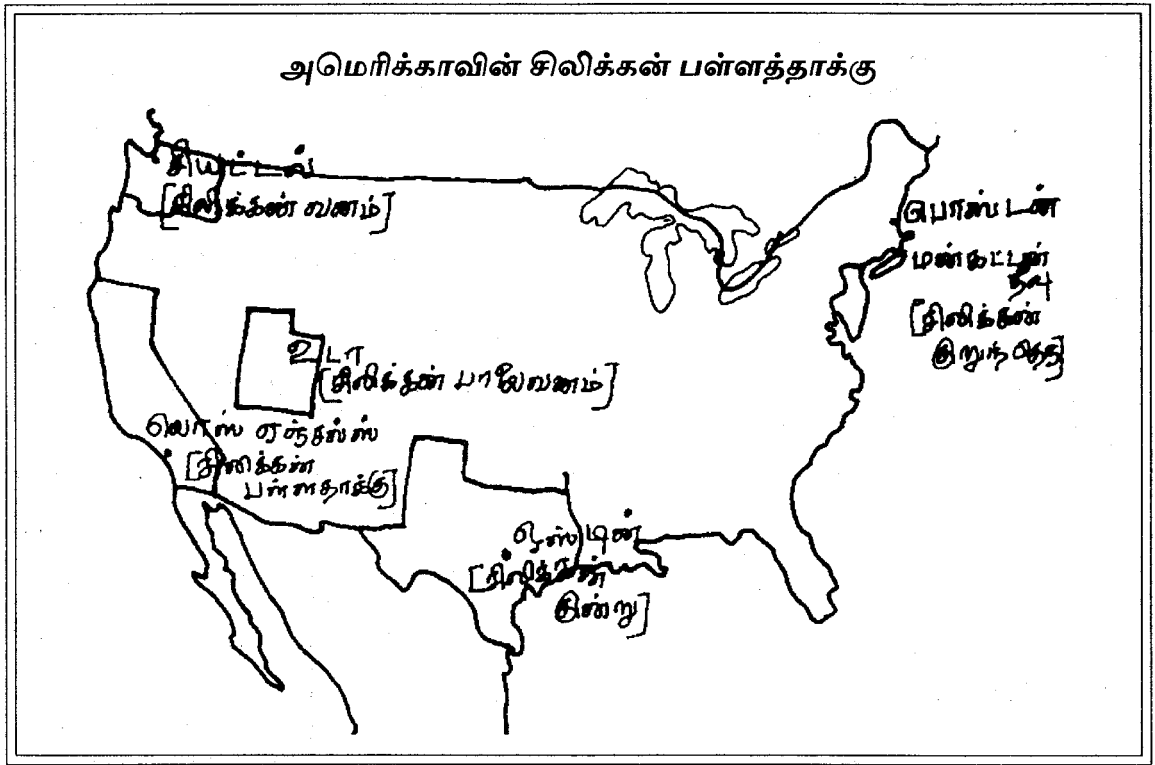 அமெரிக்காவின் சிலிக்கன் பள்ளத்தாக்கு
சியட்டல்
[சிலிக்கன் வனம்]
பொஸ்டன்
மன்கட்டன்
தீவு
[சிலிக்கன்
குறுந்தெரு]
உடா
[சிலிக்கன் பாலைவனம்]
லொஸ் ஏஞ்சல்ஸ்
[சிலிக்கன்
பள்ளதாக்கு]
ஒஸ்டின்
[சிலிக்கன்
குன்று]